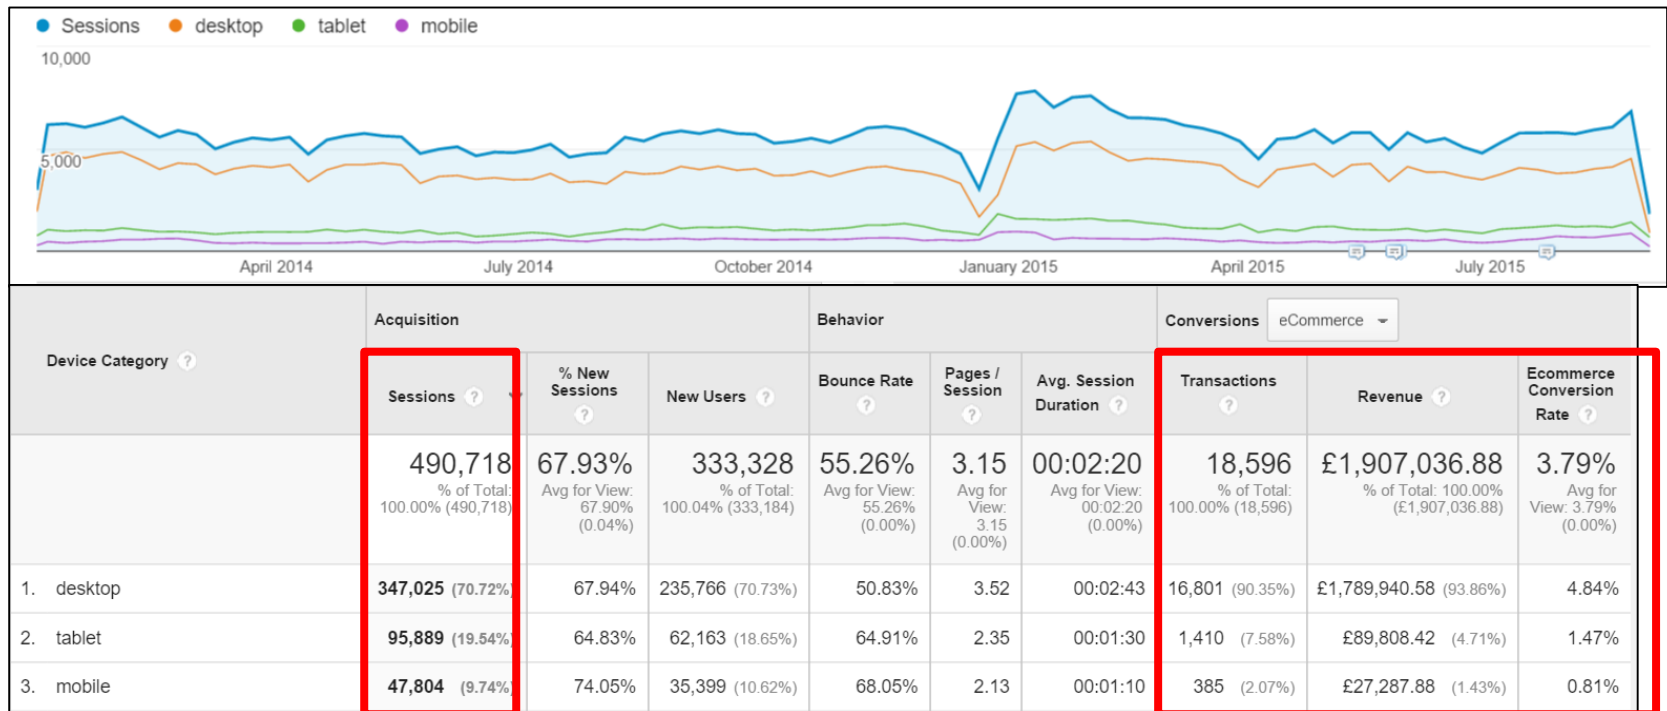 Sessions desktop tablet mobile
10,000
5,000
April 2014 July 2014 October 2014 January 2015 April 2015 July 2015
Device Category ?
Acquisition
Behavior
Conversions eCommerce
Sessions ?
% New
Sessions
?
New Users ?
Bounce Rate
?
Pages /
Session
?
Avg. Session
Duration ?
Transactions
?
Revenue ?
Ecommerce
Conversion
Rate ?
490,718
% of Total:
100.00% (490,718)
67.93%
Avg for View:
67.90%
(0.04%)
333,328
% of Total:
100.04% (333,184)
55.26%
Avg for View:
55.26%
(0.00%)
3.15
Avg for
View:
3.15
(0.00%)
00:02:20
Avg for View:
00:02:20
(0.00%)
18,596
% of Total:
100.00% (18,596)
£1,907,036.88
% of Total: 100.00%
(£1,907,036.88)
3.79%
Avg for
View: 3.79%
(0.00%)
1. desktop 347,025 (70.72%) 67.94% 235,766 (70.73%) 50.83% 3.52 00:02:43 16,801 (90.35%) £1,789,940.58 (93.86%) 4.84%
2. tablet 95,889 (19.54%) 64.83% 62,163 (18.65%) 64.91% 2.35 00:01:30 1,410 (7.58%) £89,808.42 (4.71%) 1.47%
3. mobile 47,804 (9.74%) 74.05% 35,399 (10.62%) 68.05% 2.13 00:01:10 385 (2.07%) £27,287.88 (1.43%) 0.81%